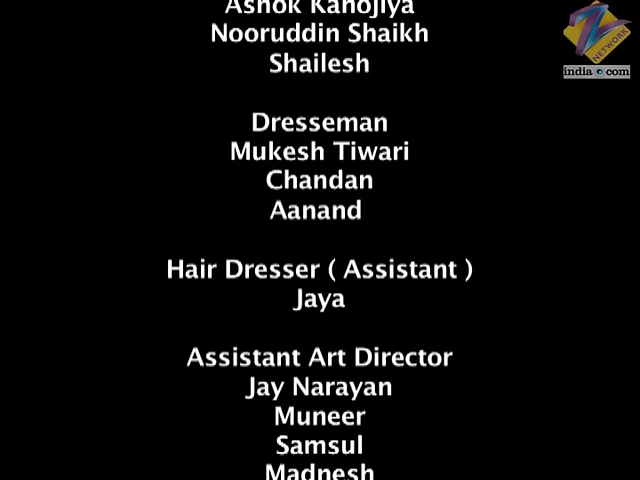 Ashok Kanojiya
Nooruddin Shaikh
Shailesh
Z NETWORK
india.com
Dresseman
Mukesh Tiwari
Chandan
Aanand
Hair Dresser ( Assistant )
Jaya
Assistant Art Director
Jay Narayan
Muneer
Samsul
Madnesh